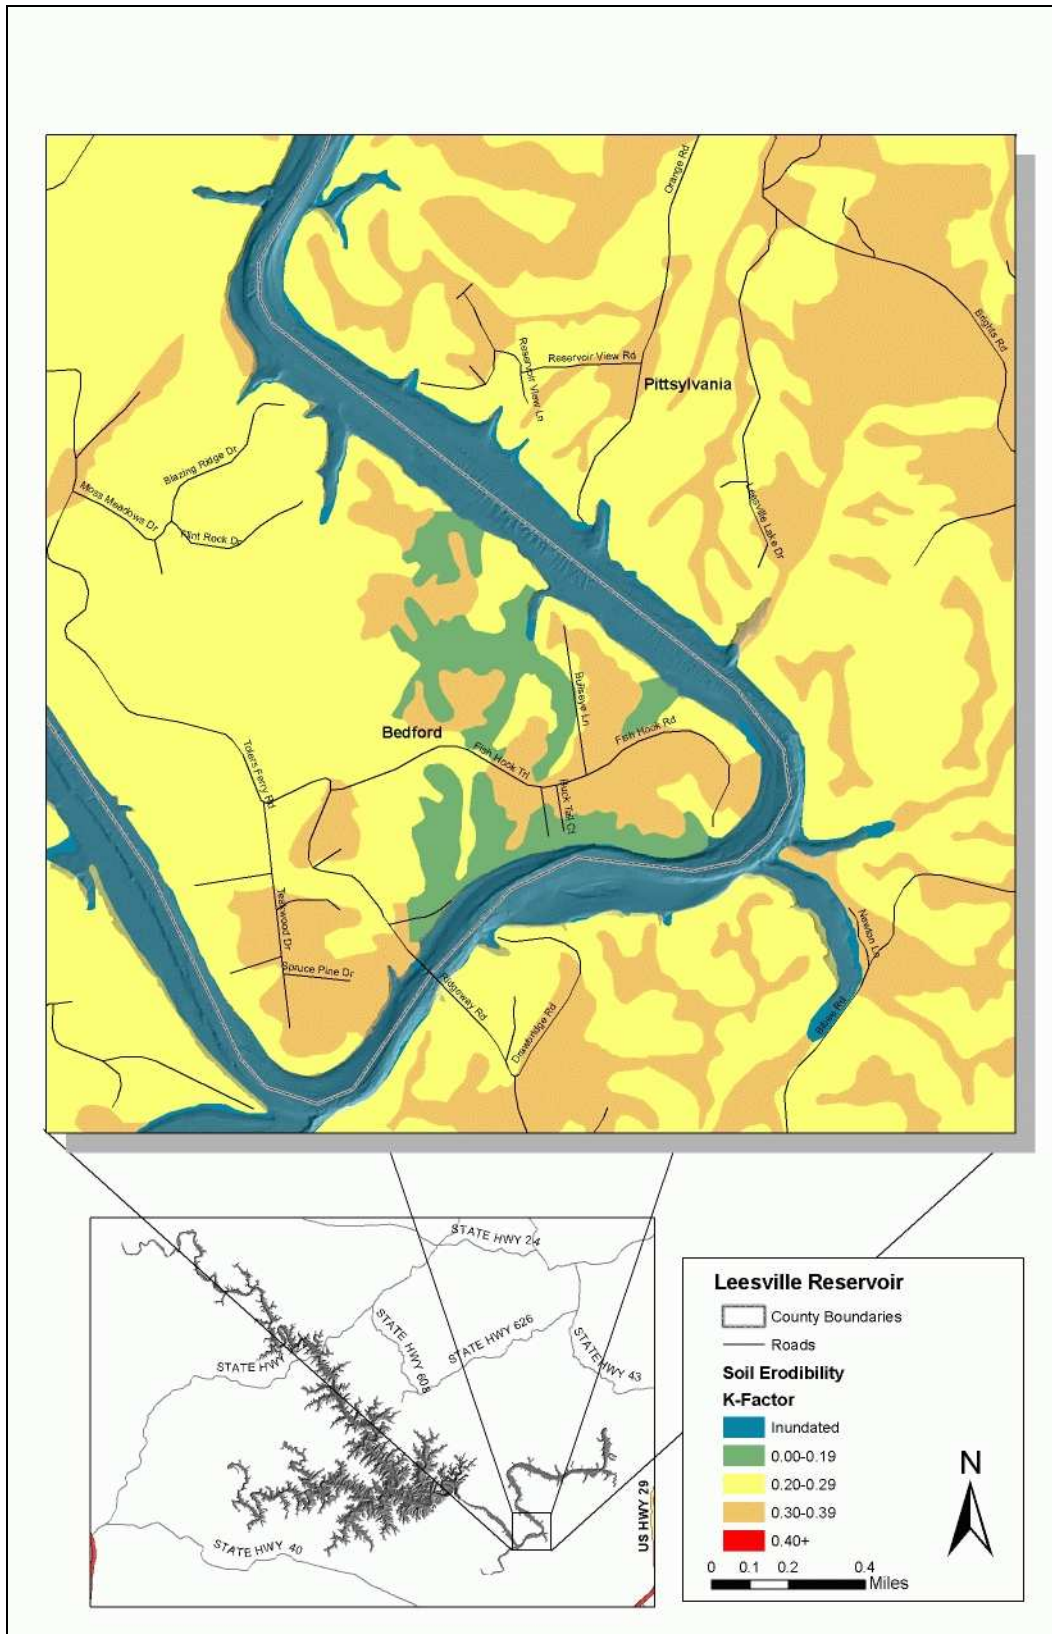 Orange Rd
Brights Rd
Reservoir View Rd
Reservoir View Ln
Pittsylvania
Blazing Ridge Dr
Moss Meadows Dr
Flint Rock Dr
Leesville Lake Dr
Bullseye Ln
Fish Hook Rd
Bedford
Fish Hook Trl
Tolers Ferry Rd
Buck Tail Ct
Teakwood Dr
Spruce Pine Dr
Newton Ln
Ridgeway Rd
Drawbridge Rd
STATE HWY 24
STATE HWY 626
STATE HWY 608
STATE HWY
STATE HWY 43
STATE HWY 40
US HWY 29
Leesville Reservoir
County Boundaries
Roads
Soil Erodibility
K-Factor
Inundated
0.00-0.19
0.20-0.29
0.30-0.39
0.40+
N
0 0.1 0.2 0.4
Miles